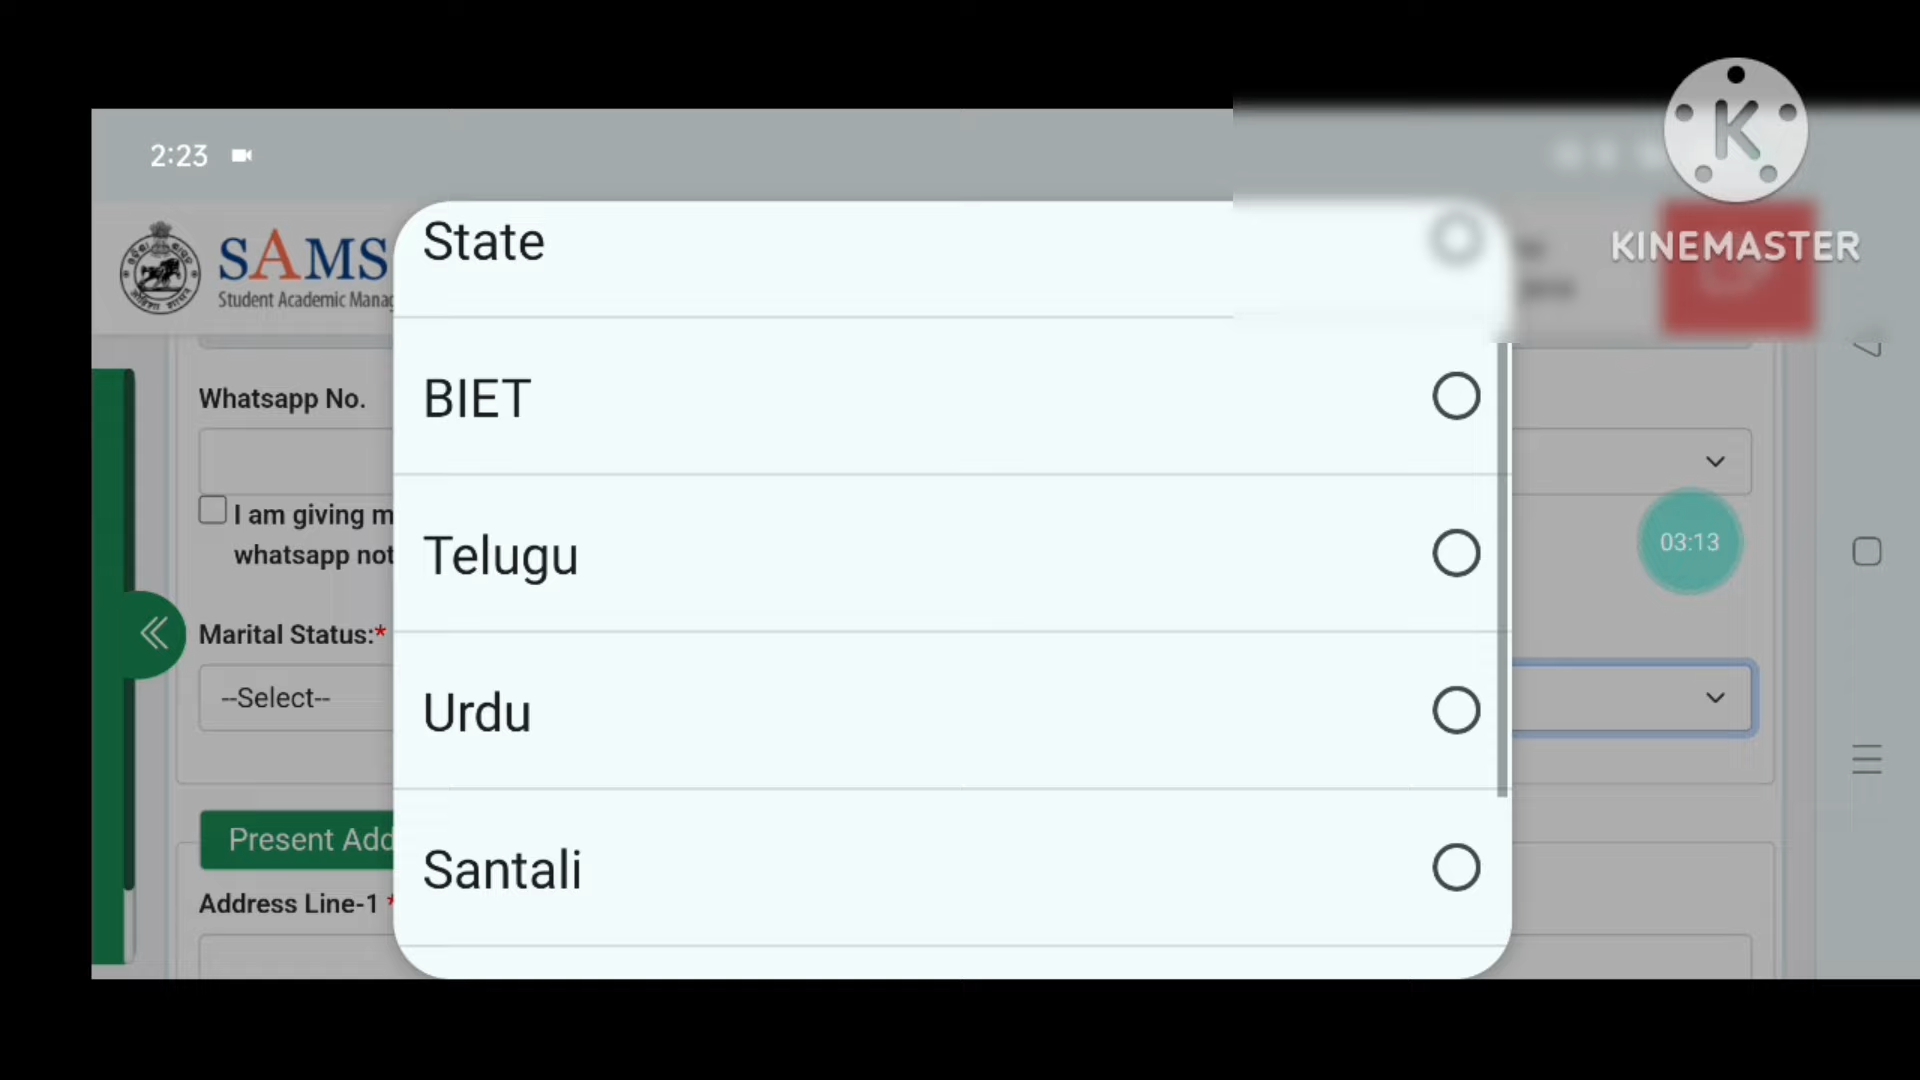 2:23
KINEMASTER
SAMS
Student Academic Manag
State
BIET
Telugu
Urdu
Santali
Whatsapp No.
I am giving m
whatsapp not
03:13
Marital Status:*
--Select--
Present Add
Address Line-1 *